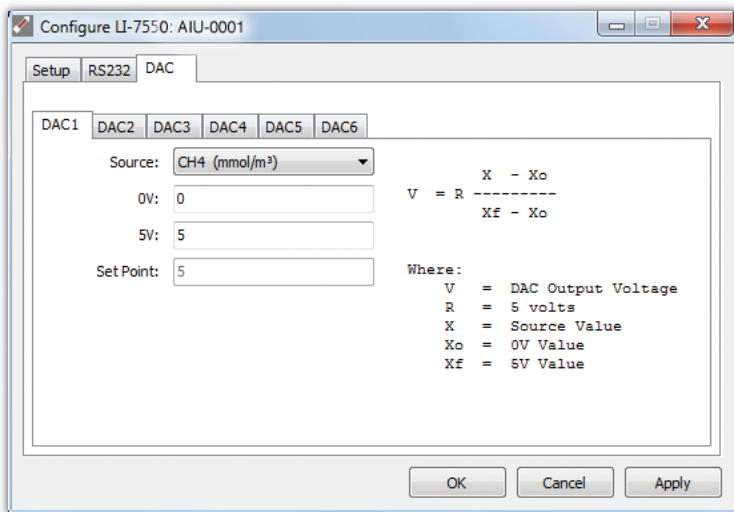 Configure LI-7550: AIU-0001
Setup RS232 DAC
DAC1 DAC2 DAC3 DAC4 DAC5 DAC6
Source: CH4 (mmol/m³)
0V: 0
5V: 5
Set Point: 5
X - Xo
V = R ---------
Xf - Xo
Where:
V = DAC Output Voltage
R = 5 volts
X = Source Value
Xo = 0V Value
Xf = 5V Value
OK Cancel Apply